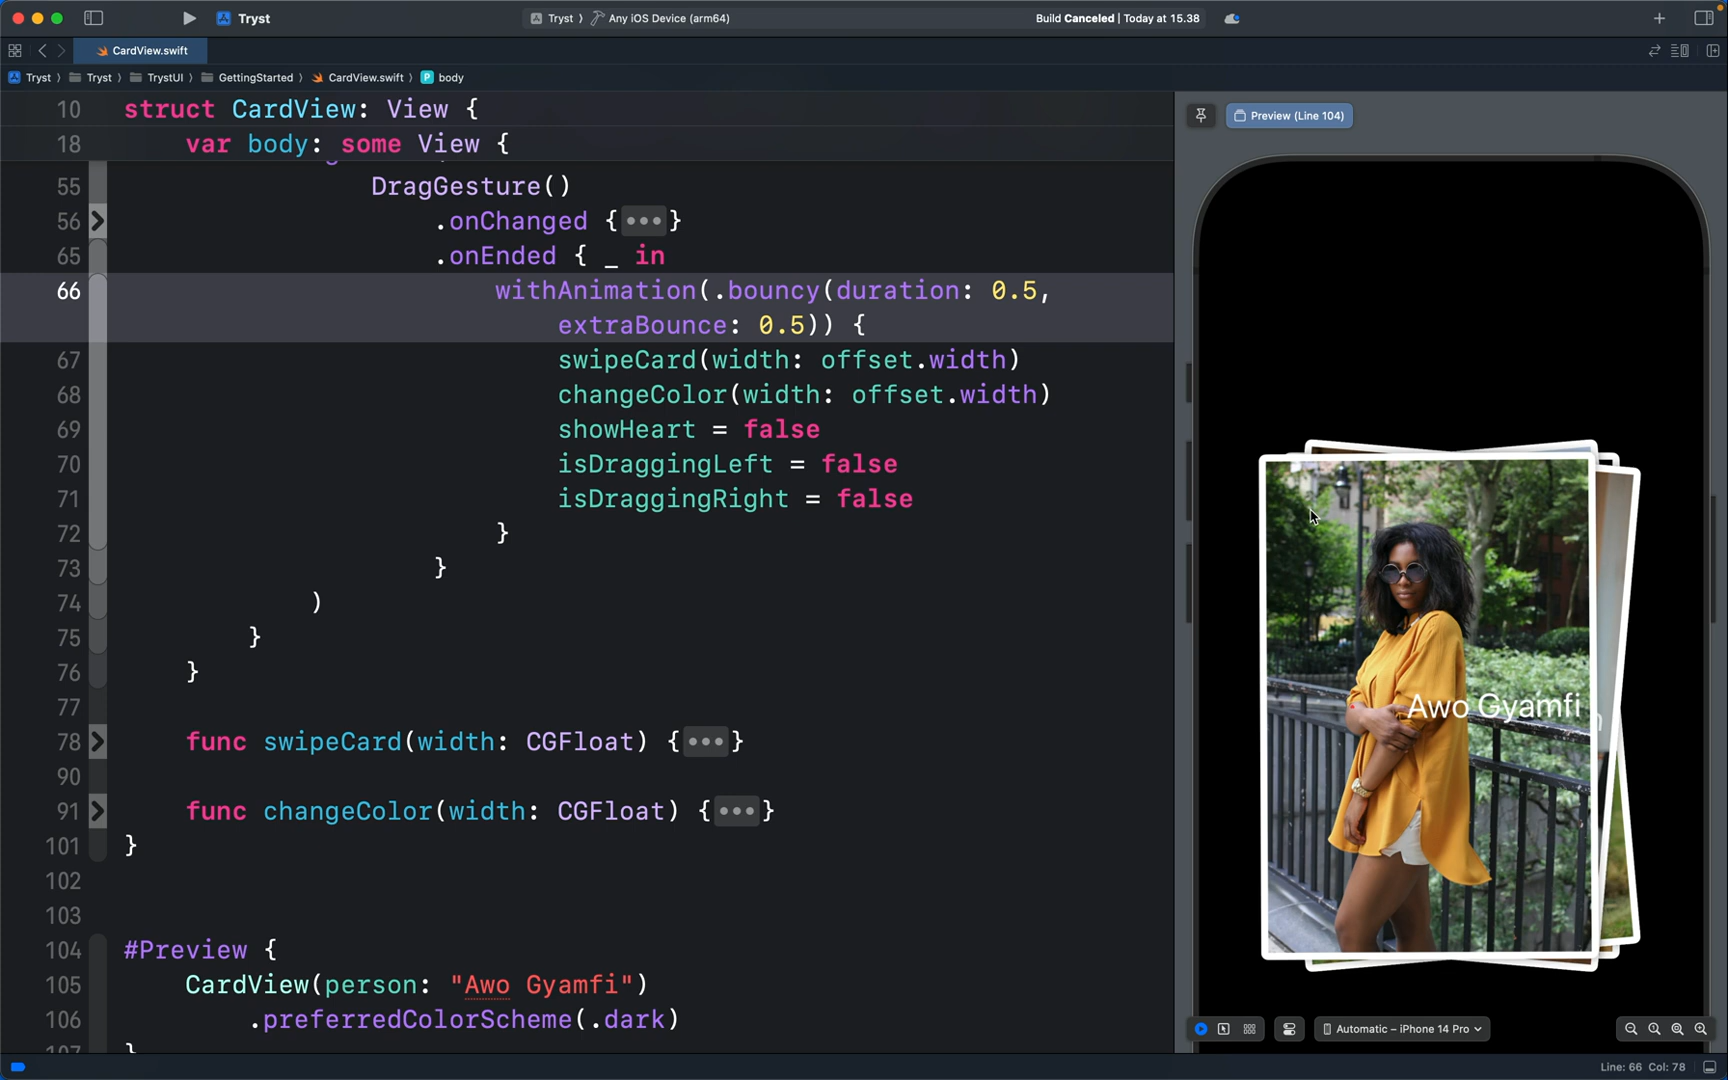 Tryst
Tryst ⟩ Any iOS Device (arm64)
Build Canceled | Today at 15.38
CardView.swift
Tryst ⟩ Tryst ⟩ TrystUI ⟩ GettingStarted ⟩ CardView.swift ⟩ P body
10 struct CardView: View {
18 var body: some View {
55 DragGesture()
56 .onChanged {•••}
65 .onEnded { _ in
66 withAnimation(.bouncy(duration: 0.5,
extraBounce: 0.5)) {
67 swipeCard(width: offset.width)
68 changeColor(width: offset.width)
69 showHeart = false
70 isDraggingLeft = false
71 isDraggingRight = false
72 }
73 }
74 )
75 }
76 }
77
78 func swipeCard(width: CGFloat) {•••}
90
91 func changeColor(width: CGFloat) {•••}
101 }
102
103
104 #Preview {
105 CardView(person: "Awo Gyamfi")
106 .preferredColorScheme(.dark)
107 }
Preview (Line 104)
Awo Gyamfi
Automatic – iPhone 14 Pro
Line: 66 Col: 78